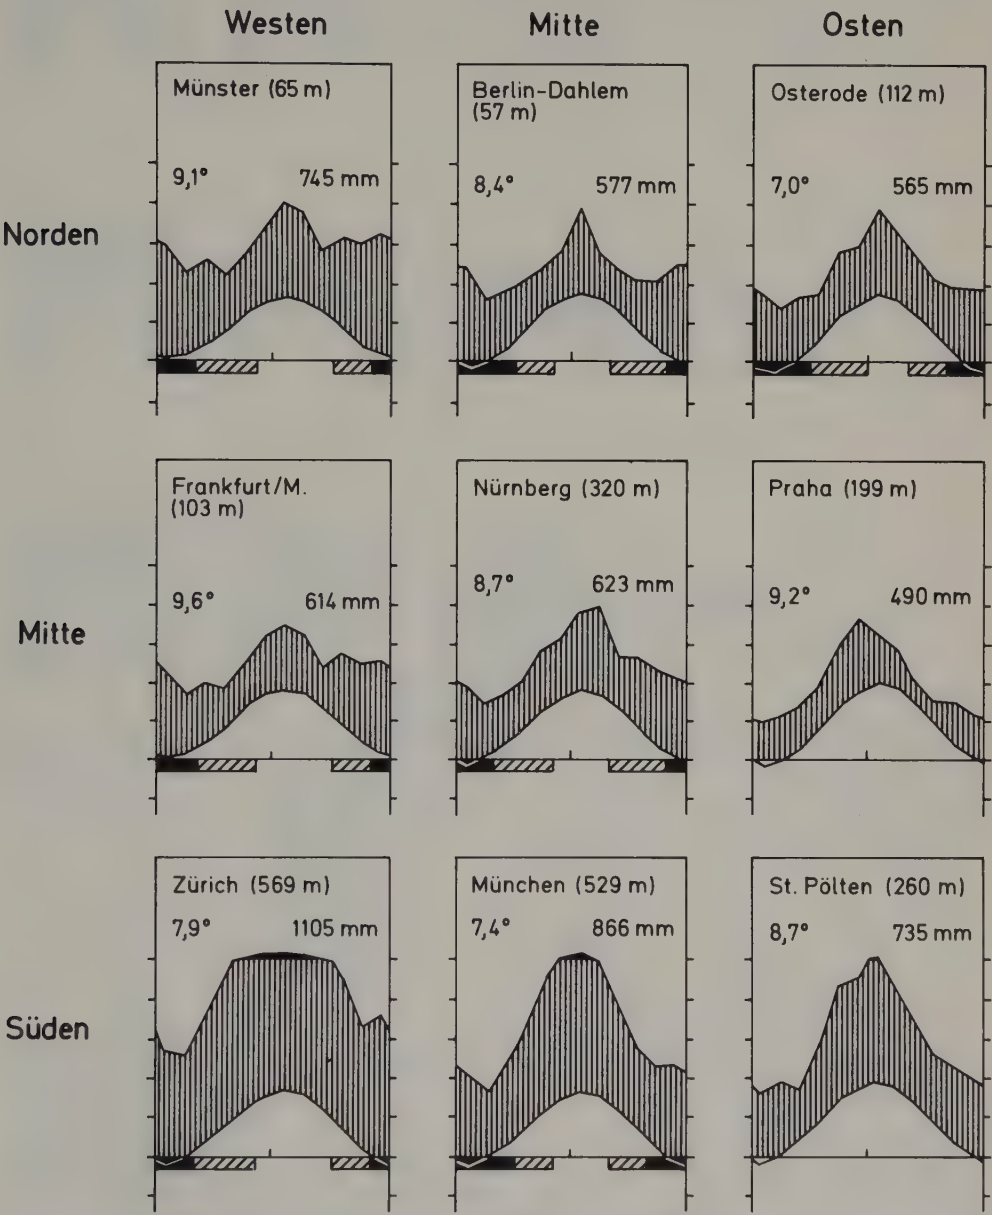 Westen Mitte Osten
Norden
Münster (65 m)
9,1° 745 mm
Berlin-Dahlem
(57 m)
8,4° 577 mm
Osterode (112 m)
7,0° 565 mm
Mitte
Frankfurt/M.
(103 m)
9,6° 614 mm
Nürnberg (320 m)
8,7° 623 mm
Praha (199 m)
9,2° 490 mm
Süden
Zürich (569 m)
7,9° 1105 mm
München (529 m)
7,4° 866 mm
St. Pölten (260 m)
8,7° 735 mm